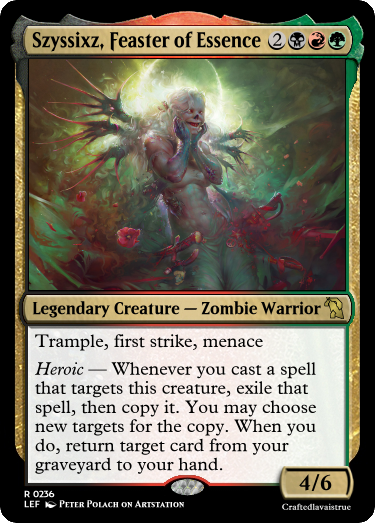 Szyssixz, Feaster of Essence 2
Legendary Creature — Zombie Warrior
Trample, first strike, menace
Heroic — Whenever you cast a spell
that targets this creature, exile that
spell, then copy it. You may choose
new targets for the copy. When you
do, return target card from your
graveyard to your hand.
4/6
R 0236
LEF Peter Polach on Artstation
Craftedlavaistrue